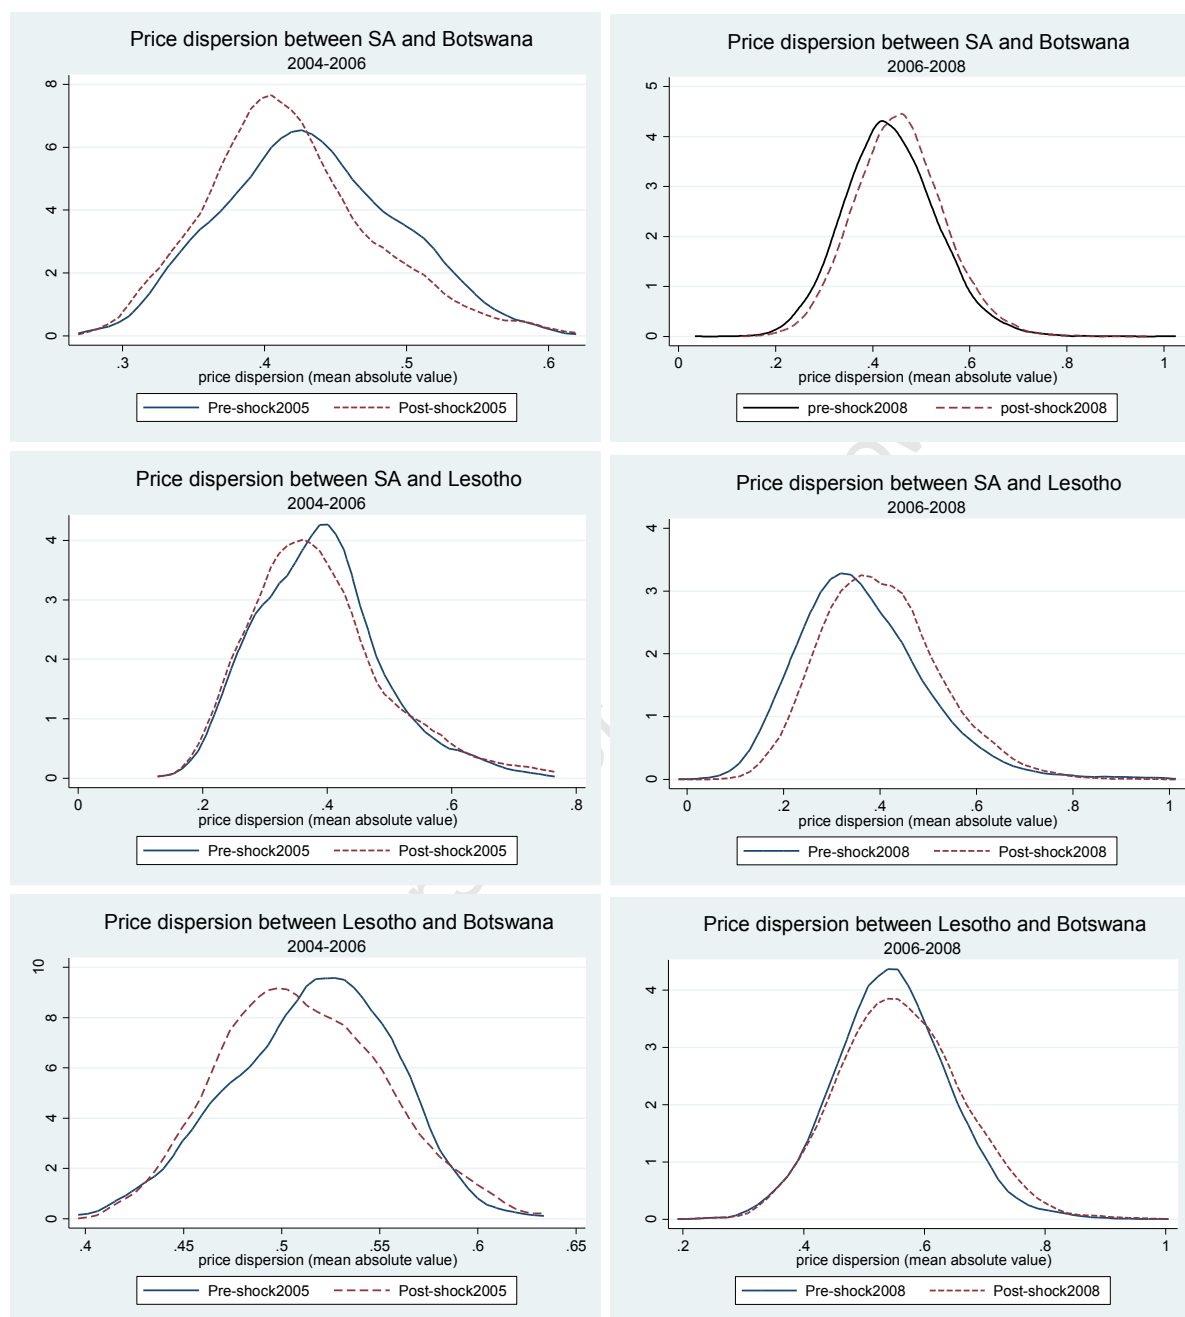 Price dispersion between SA and Botswana
2004-2006
8
6
4
2
0
.3 .4 .5 .6
price dispersion (mean absolute value)
Pre-shock2005 Post-shock2005
Price dispersion between SA and Botswana
2006-2008
5
4
3
2
1
0
0 .2 .4 .6 .8 1
price dispersion (mean absolute value)
pre-shock2008 post-shock2008
Price dispersion between SA and Lesotho
2004-2006
4
3
2
1
0
0 .2 .4 .6 .8
price dispersion (mean absolute value)
Pre-shock2005 Post-shock2005
Price dispersion between SA and Lesotho
2006-2008
4
3
2
1
0
0 .2 .4 .6 .8 1
price dispersion (mean absolute value)
Pre-shock2008 Post-shock2008
Price dispersion between Lesotho and Botswana
2004-2006
10
8
6
4
2
0
.4 .45 .5 .55 .6 .65
price dispersion (mean absolute value)
Pre-shock2005 Post-shock2005
Price dispersion between Lesotho and Botswana
2006-2008
4
3
2
1
0
.2 .4 .6 .8 1
price dispersion (mean absolute value)
Pre-shock2008 Post-shock2008